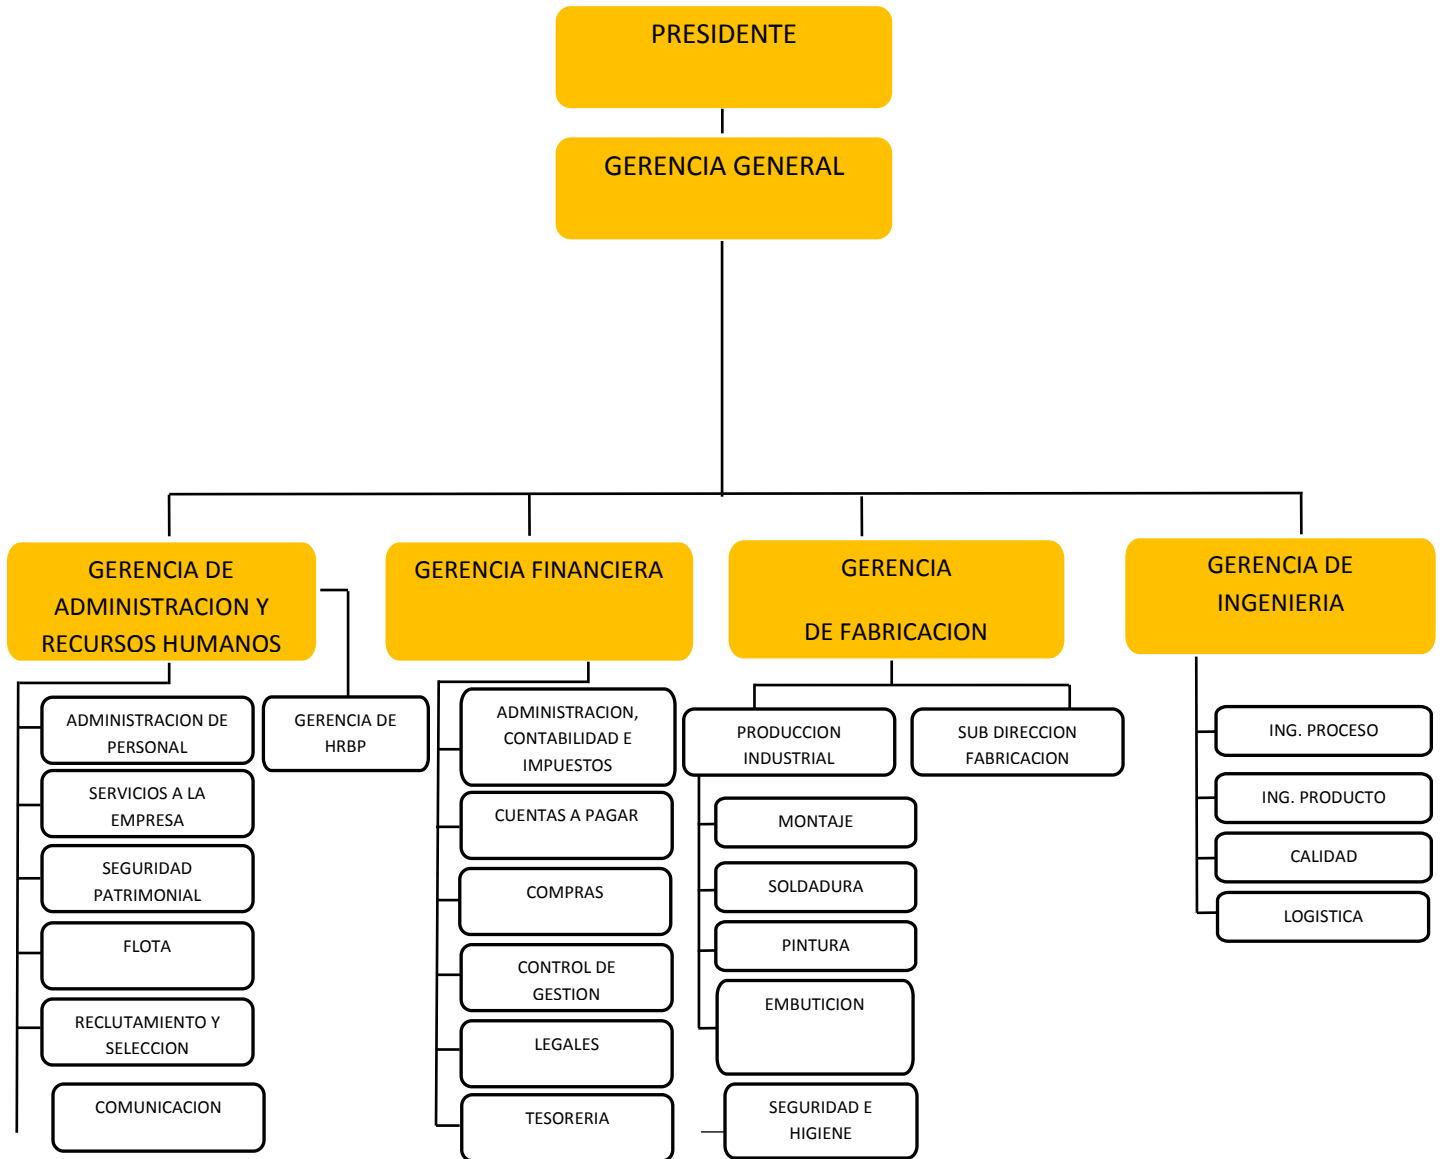 PRESIDENTE
GERENCIA GENERAL
GERENCIA DE
ADMINISTRACION Y
RECURSOS HUMANOS
GERENCIA FINANCIERA
GERENCIA
DE FABRICACION
GERENCIA DE
INGENIERIA
ADMINISTRACION DE
PERSONAL
SERVICIOS A LA
EMPRESA
SEGURIDAD
PATRIMONIAL
FLOTA
RECLUTAMIENTO Y
SELECCION
COMUNICACION
GERENCIA DE
HRBP
ADMINISTRACION,
CONTABILIDAD E
IMPUESTOS
CUENTAS A PAGAR
COMPRAS
CONTROL DE
GESTION
LEGALES
TESORERIA
PRODUCCION
INDUSTRIAL
MONTAJE
SOLDADURA
PINTURA
EMBUTICION
SEGURIDAD E
HIGIENE
SUB DIRECCION
FABRICACION
ING. PROCESO
ING. PRODUCTO
CALIDAD
LOGISTICA